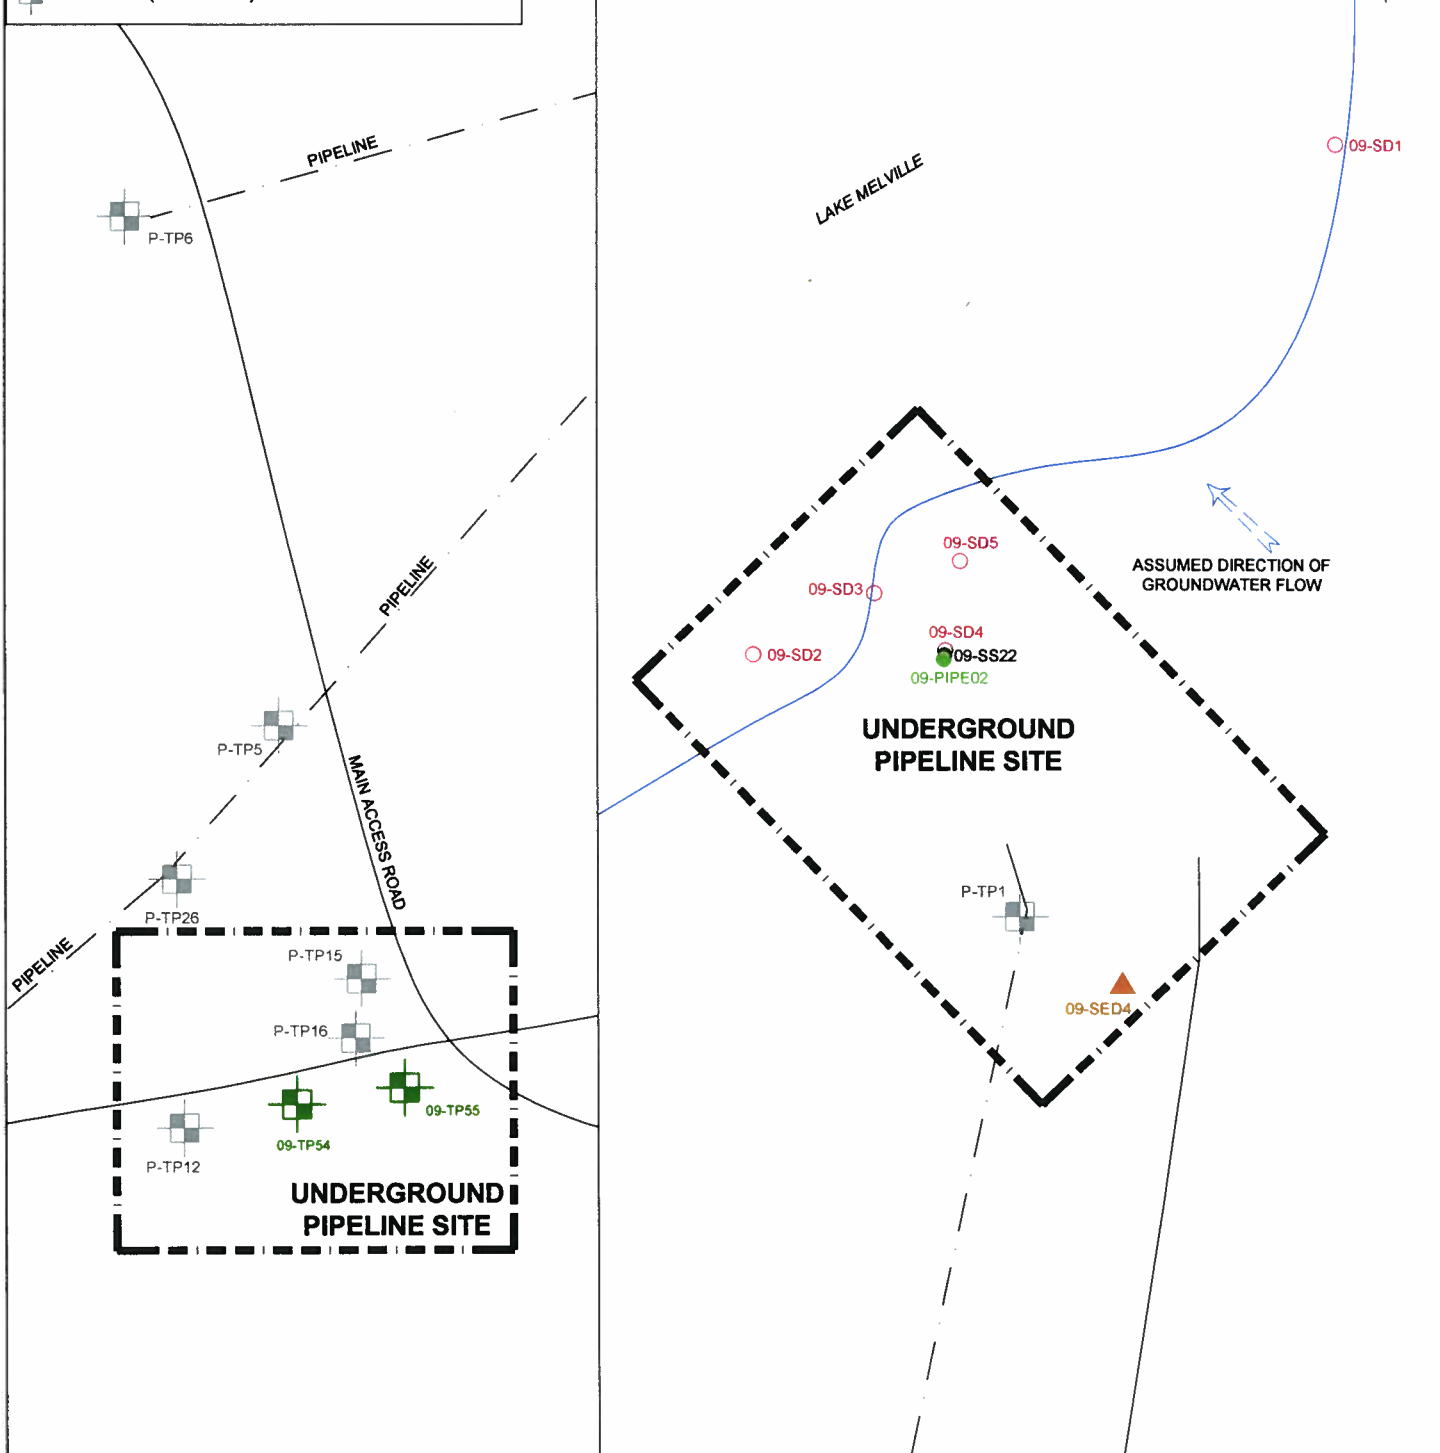 PIPELINE
P-TP6
PIPELINE
P-TP5
MAIN ACCESS ROAD
P-TP26
PIPELINE
P-TP15
P-TP16
09-TP55
09-TP54
P-TP12
UNDERGROUND
PIPELINE SITE
LAKE MELVILLE
09-SD1
ASSUMED DIRECTION OF
GROUNDWATER FLOW
09-SD5
09-SD3
09-SD4
09-SD2
09-SS22
09-PIPE02
UNDERGROUND
PIPELINE SITE
P-TP1
09-SED4